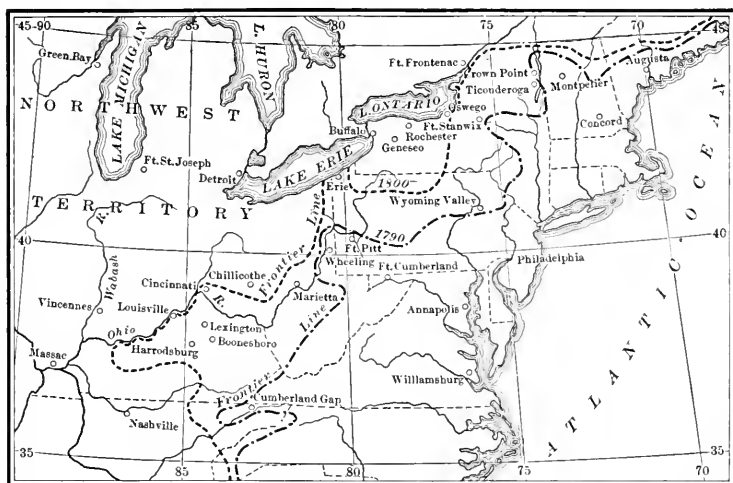 45-90
85
80
75
70
45
Green Bay
LAKE MICHIGAN
L. HURON
Ft. Frontenac
Crown Point
Ticonderoga
Montpelier
Augusta
NORTHWEST
L. ONTARIO
Oswego
Buffalo
Ft. Stanwix
Rochester
Geneseo
Concord
Ft. St. Joseph
Detroit
LAKE ERIE
Erie
1800
Wyoming Valley
TERRITORY
40
Wabash R.
Frontier Line
1790
Ft. Pitt
Wheeling
40
Chillicothe
Cincinnati
Marietta
Ft. Cumberland
Philadelphia
Vincennes
Louisville
Ohio R.
Lexington
Boonesboro
Harrodsburg
Annapolis
Massac
Frontier Line
Williamsburg
Cumberland Gap
Nashville
ATLANTIC OCEAN
35
85
80
75
70
35